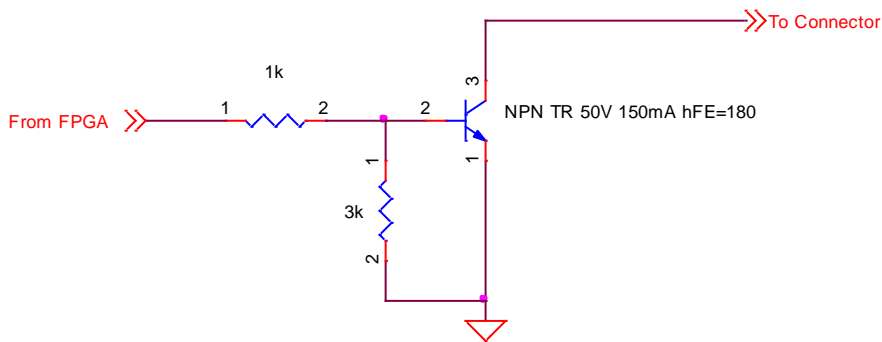 To Connector
3
1k
1
2
2
From FPGA
NPN TR 50V 150mA hFE=180
1
1
3k
2